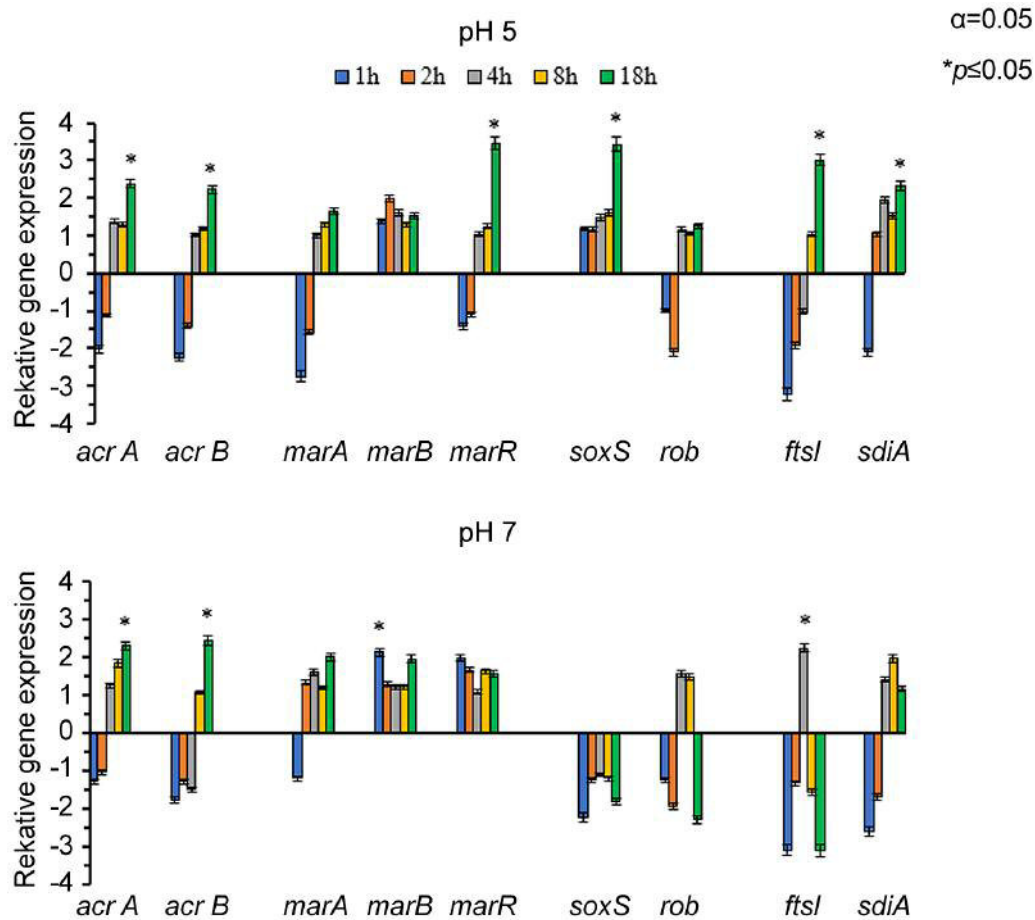 α=0.05
pH 5
*p≤0.05
1h 2h 4h 8h 18h
4
3
2
1
0
-1
-2
-3
-4
Rekative gene expression
* * * * * *
acr A acr B marA marB marR soxS rob ftsI sdiA
pH 7
4
3
2
1
0
-1
-2
-3
-4
Rekative gene expression
* * * *
acr A acr B marA marB marR soxS rob ftsI sdiA